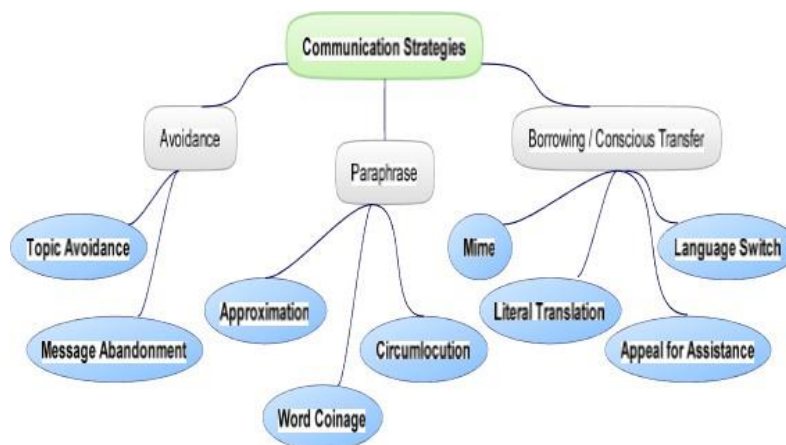 Communication Strategies
Avoidance
Paraphrase
Borrowing / Conscious Transfer
Topic Avoidance
Message Abandonment
Approximation
Word Coinage
Circumlocution
Mime
Literal Translation
Appeal for Assistance
Language Switch